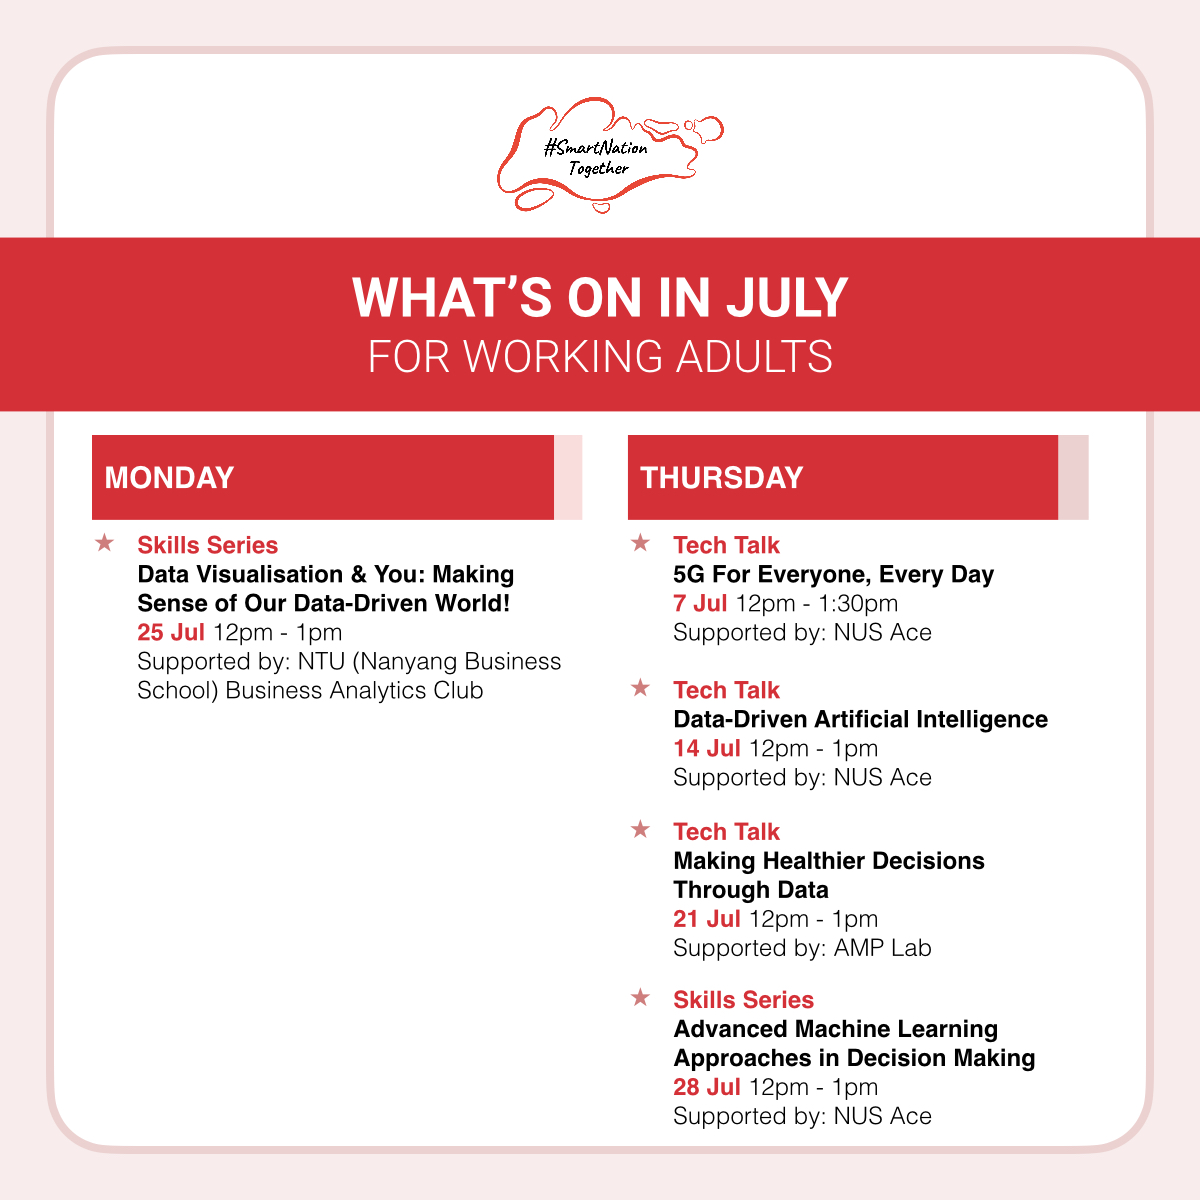 #SmartNation
Together
WHAT’S ON IN JULY
FOR WORKING ADULTS
MONDAY
Skills Series
Data Visualisation & You: Making
Sense of Our Data-Driven World!
25 Jul 12pm - 1pm
Supported by: NTU (Nanyang Business
School) Business Analytics Club
THURSDAY
Tech Talk
5G For Everyone, Every Day
7 Jul 12pm - 1:30pm
Supported by: NUS Ace
Tech Talk
Data-Driven Artificial Intelligence
14 Jul 12pm - 1pm
Supported by: NUS Ace
Tech Talk
Making Healthier Decisions
Through Data
21 Jul 12pm - 1pm
Supported by: AMP Lab
Skills Series
Advanced Machine Learning
Approaches in Decision Making
28 Jul 12pm - 1pm
Supported by: NUS Ace